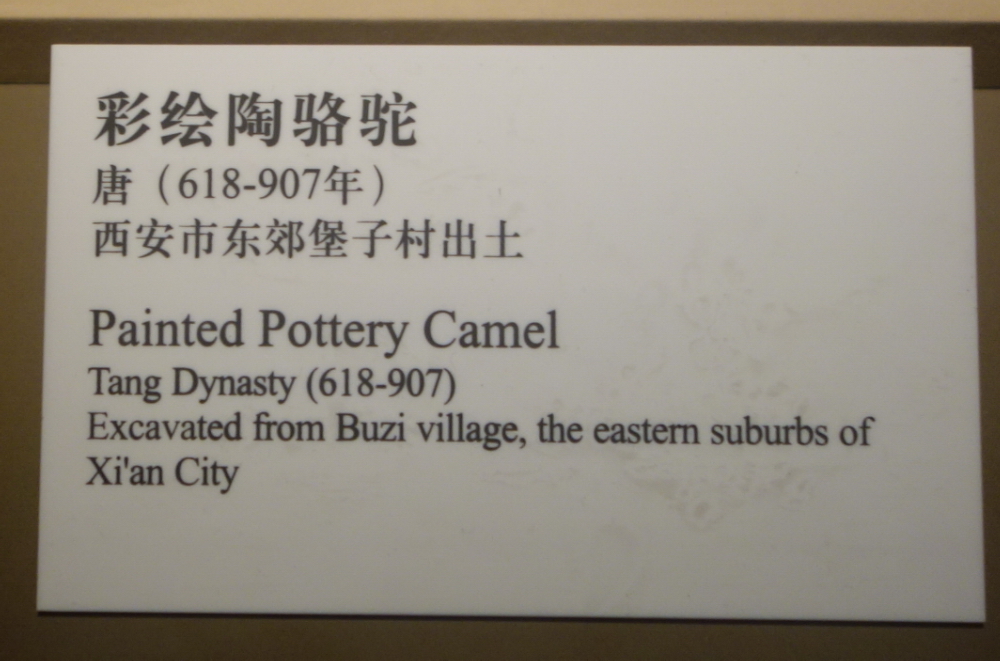 彩绘陶骆驼
唐（618-907年）
西安市东郊堡子村出土
Painted Pottery Camel
Tang Dynasty (618-907)
Excavated from Buzi village, the eastern suburbs of
Xi'an City